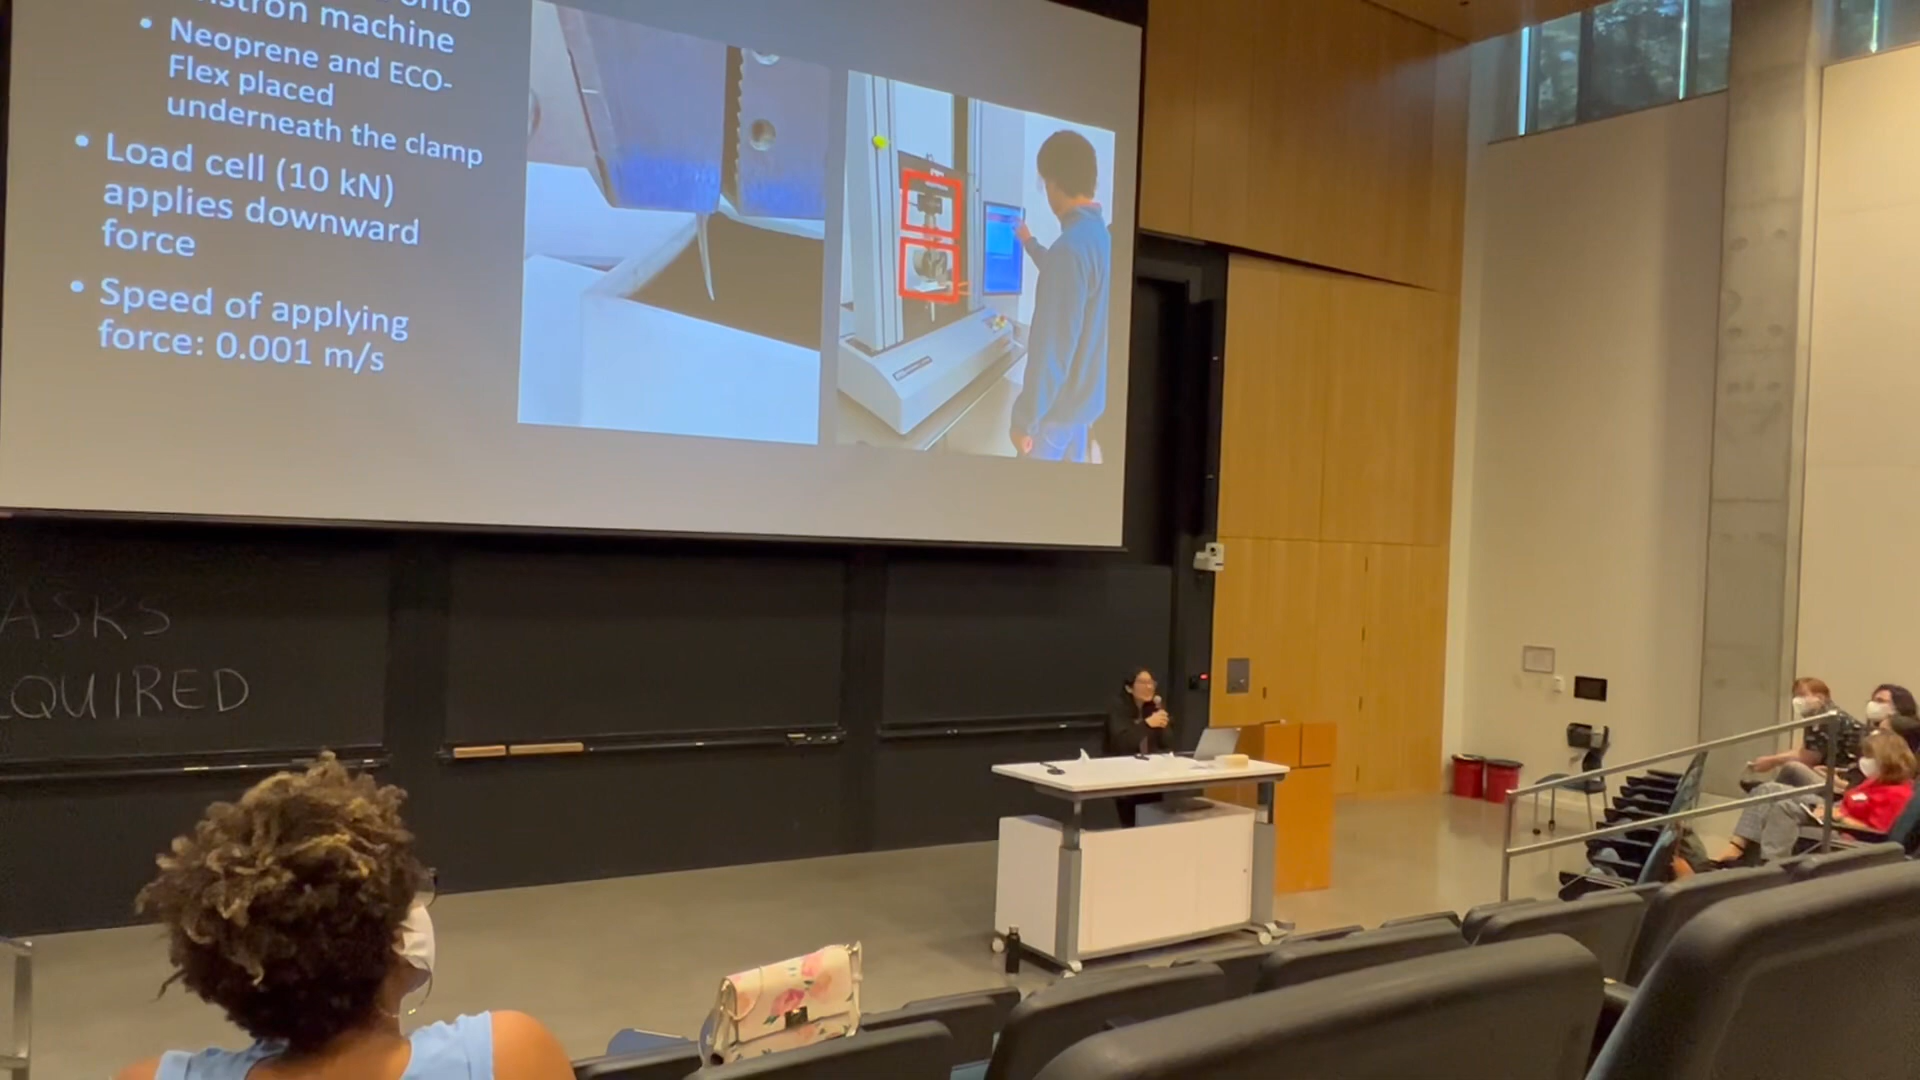 onto
machine
• Neoprene and ECO-
Flex placed
underneath the clamp
• Load cell (10 kN)
applies downward
force
• Speed of applying
force: 0.001 m/s
ASKS
QUIRED